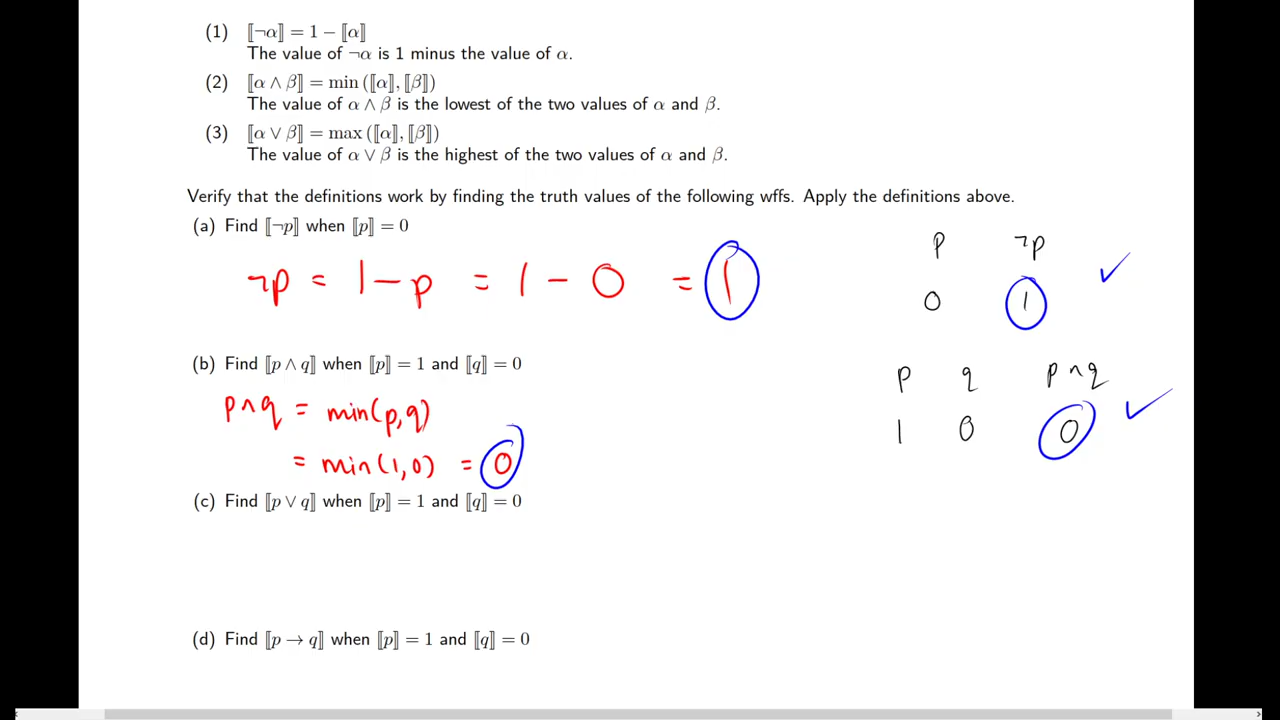 (1) ⟦¬α⟧ = 1 − ⟦α⟧
The value of ¬α is 1 minus the value of α.
(2) ⟦α ∧ β⟧ = min (⟦α⟧, ⟦β⟧)
The value of α ∧ β is the lowest of the two values of α and β.
(3) ⟦α ∨ β⟧ = max (⟦α⟧, ⟦β⟧)
The value of α ∨ β is the highest of the two values of α and β.
Verify that the definitions work by finding the truth values of the following wffs. Apply the definitions above.
(a) Find ⟦¬p⟧ when ⟦p⟧ = 0
¬p = 1 − p = 1 − 0 = 1
p ¬p
0 1 ✓
(b) Find ⟦p ∧ q⟧ when ⟦p⟧ = 1 and ⟦q⟧ = 0
p ∧ q = min(p, q)
= min(1, 0) = 0
p q p ∧ q
1 0 0 ✓
(c) Find ⟦p ∨ q⟧ when ⟦p⟧ = 1 and ⟦q⟧ = 0
(d) Find ⟦p → q⟧ when ⟦p⟧ = 1 and ⟦q⟧ = 0